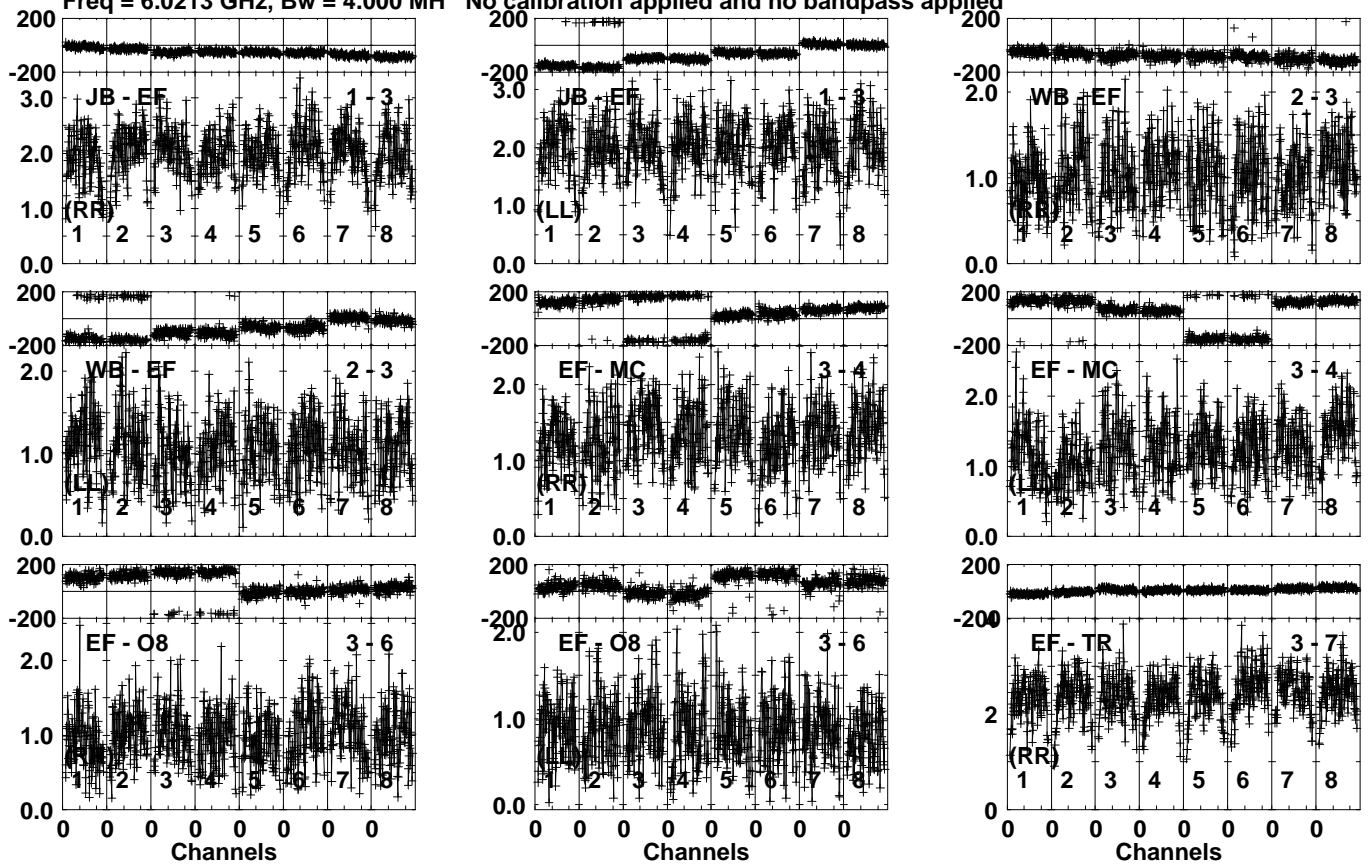 Freq = 6.0213 GHz, Bw = 4.000 MH No calibration applied and no bandpass applied
200 200 200
-200 -200 -200
3.0 JB - EF 1 - 3 3.0 JB - EF 1 - 3 2.0 WB - EF 2 - 3
2.0 2.0
1.0 1.0 1.0
(RR) (LL) (RR)
1 2 3 4 5 6 7 8 1 2 3 4 5 6 7 8 1 2 3 4 5 6 7 8
0.0 0.0 0.0
200 200 200
-200 -200 -200
2.0 WB - EF 2 - 3 2.0 EF - MC 3 - 4 2.0 EF - MC 3 - 4
1.0 1.0 1.0
(LL) (RR) (LL)
1 2 3 4 5 6 7 8 1 2 3 4 5 6 7 8 1 2 3 4 5 6 7 8
0.0 0.0 0.0
200 200 200
-200 -200 -200
2.0 EF - O8 3 - 6 2.0 EF - O8 3 - 6 4 EF - TR 3 - 7
1.0 1.0 2
(RR) (LL) (RR)
1 2 3 4 5 6 7 8 1 2 3 4 5 6 7 8 1 2 3 4 5 6 7 8
0.0 0.0 0
0 0 0 0 0 0 0 0 0 0 0 0 0 0 0 0 0 0 0 0 0 0 0 0
Channels Channels Channels